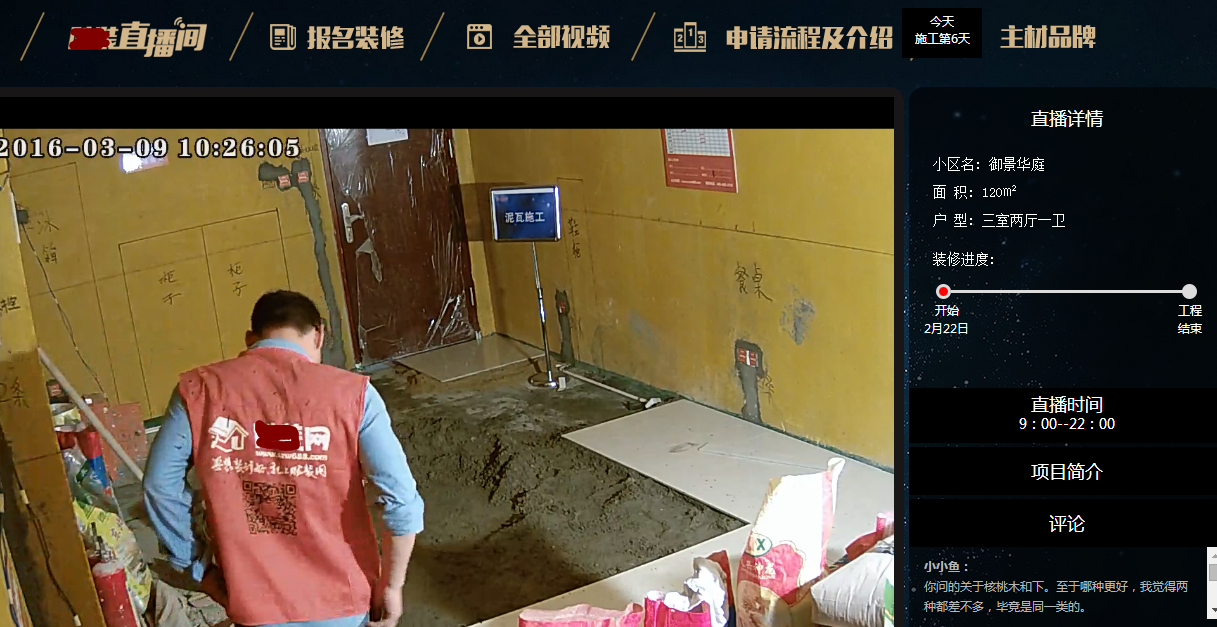 直播间
报名装修
全部视频
申请流程及介绍
今天
施工第6天
主材品牌
2016-03-09 10:26:05
泥瓦施工
冰
箱
柜
子
柜
子
鞋
柜
餐
桌
网
直播详情
小区名：御景华庭
面 积：120㎡
户 型：三室两厅一卫
装修进度：
开始
2月22日
工程
结束
直播时间
9：00--22：00
项目简介
评论
小小鱼：
你问的关于核桃木和下。至于哪种更好，我觉得两
种都差不多，毕竟是同一类的。